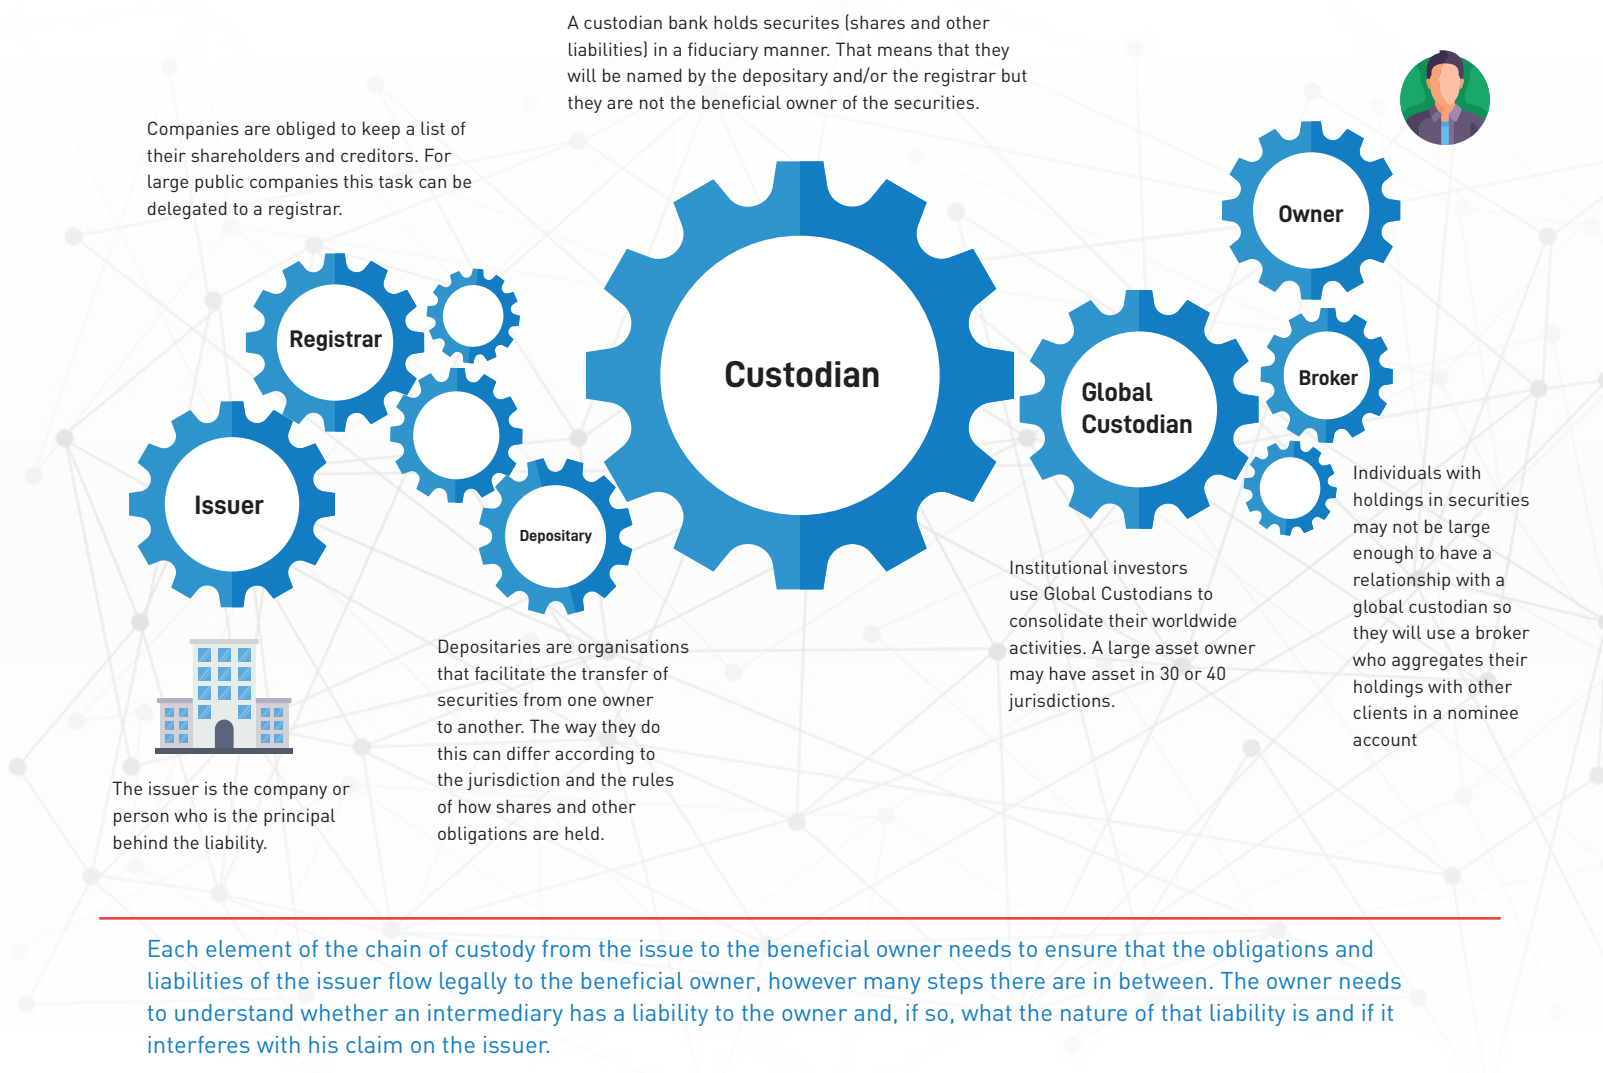 A custodian bank holds securites (shares and other
liabilities) in a fiduciary manner. That means that they
will be named by the depositary and/or the registrar but
they are not the beneficial owner of the securities.
Companies are obliged to keep a list of
their shareholders and creditors. For
large public companies this task can be
delegated to a registrar.
Owner
Registrar
Custodian
Global
Custodian
Broker
Issuer
Depositary
Individuals with
holdings in securities
may not be large
enough to have a
relationship with a
global custodian so
they will use a broker
who aggregates their
holdings with other
clients in a nominee
account
Institutional investors
use Global Custodians to
consolidate their worldwide
activities. A large asset owner
may have asset in 30 or 40
jurisdictions.
Depositaries are organisations
that facilitate the transfer of
securities from one owner
to another. The way they do
this can differ according to
the jurisdiction and the rules
of how shares and other
obligations are held.
The issuer is the company or
person who is the principal
behind the liability.
Each element of the chain of custody from the issue to the beneficial owner needs to ensure that the obligations and
liabilities of the issuer flow legally to the beneficial owner, however many steps there are in between. The owner needs
to understand whether an intermediary has a liability to the owner and, if so, what the nature of that liability is and if it
interferes with his claim on the issuer.